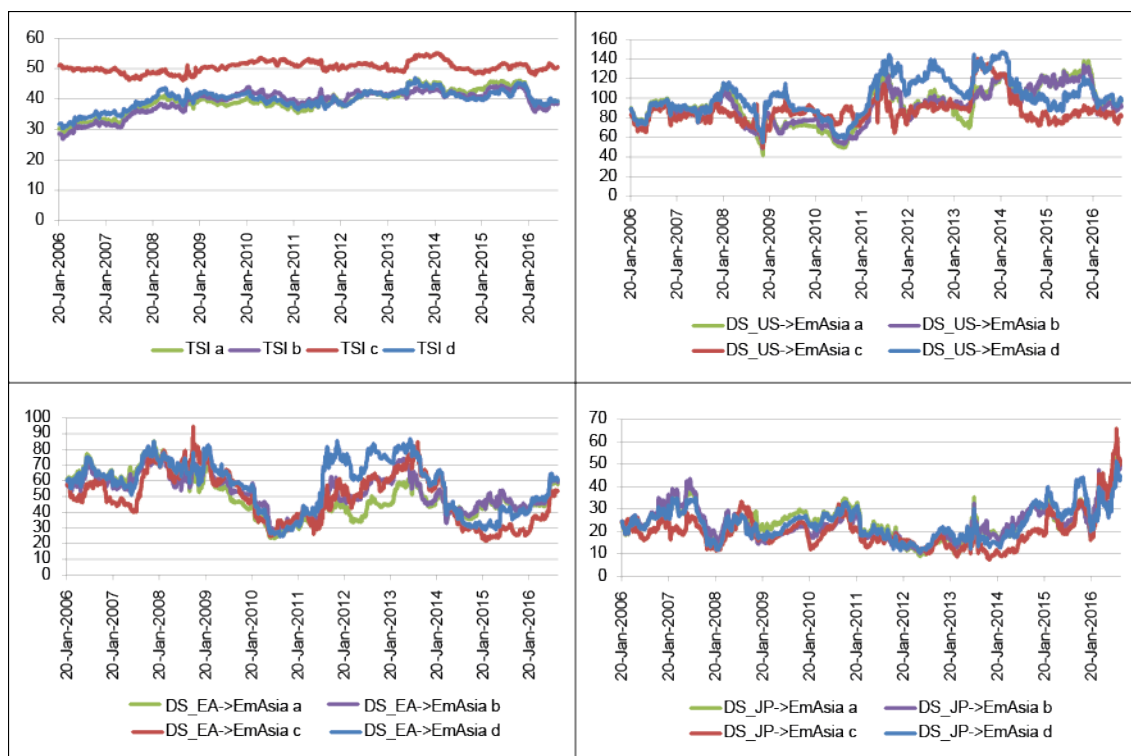 60
50
40
30
20
10
0
20-Jan-2006
20-Jan-2007
20-Jan-2008
20-Jan-2009
20-Jan-2010
20-Jan-2011
20-Jan-2012
20-Jan-2013
20-Jan-2014
20-Jan-2015
20-Jan-2016
TSI a TSI b TSI c TSI d
160
140
120
100
80
60
40
20
0
20-Jan-2006
20-Jan-2007
20-Jan-2008
20-Jan-2009
20-Jan-2010
20-Jan-2011
20-Jan-2012
20-Jan-2013
20-Jan-2014
20-Jan-2015
20-Jan-2016
DS_US->EmAsia a DS_US->EmAsia b
DS_US->EmAsia c DS_US->EmAsia d
100
90
80
70
60
50
40
30
20
10
0
20-Jan-2006
20-Jan-2007
20-Jan-2008
20-Jan-2009
20-Jan-2010
20-Jan-2011
20-Jan-2012
20-Jan-2013
20-Jan-2014
20-Jan-2015
20-Jan-2016
DS_EA->EmAsia a DS_EA->EmAsia b
DS_EA->EmAsia c DS_EA->EmAsia d
70
60
50
40
30
20
10
0
20-Jan-2006
20-Jan-2007
20-Jan-2008
20-Jan-2009
20-Jan-2010
20-Jan-2011
20-Jan-2012
20-Jan-2013
20-Jan-2014
20-Jan-2015
20-Jan-2016
DS_JP->EmAsia a DS_JP->EmAsia b
DS_JP->EmAsia c DS_JP->EmAsia d